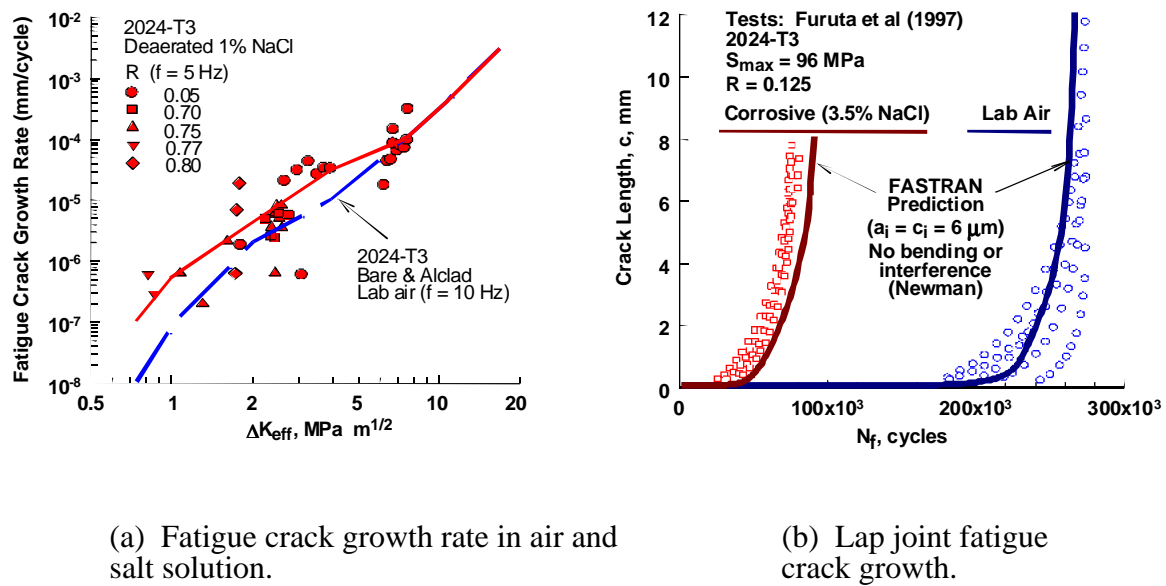 2024-T3
Deaerated 1% NaCl
R (f = 5 Hz)
0.05
0.70
0.75
0.77
0.80
Fatigue Crack Growth Rate (mm/cycle)
10⁻²
10⁻³
10⁻⁴
10⁻⁵
10⁻⁶
10⁻⁷
10⁻⁸
2024-T3
Bare & Alclad
Lab air (f = 10 Hz)
0.5 1 2 5 10 20
ΔKeff, MPa m1/2
(a) Fatigue crack growth rate in air and
salt solution.
Tests: Furuta et al (1997)
2024-T3
Smax = 96 MPa
R = 0.125
Corrosive (3.5% NaCl) Lab Air
Crack Length, c, mm
12
10
8
6
4
2
0
FASTRAN
Prediction
(ai = ci = 6 μm)
No bending or
interference
(Newman)
0 100x10³ 200x10³ 300x10³
Nf, cycles
(b) Lap joint fatigue
crack growth.